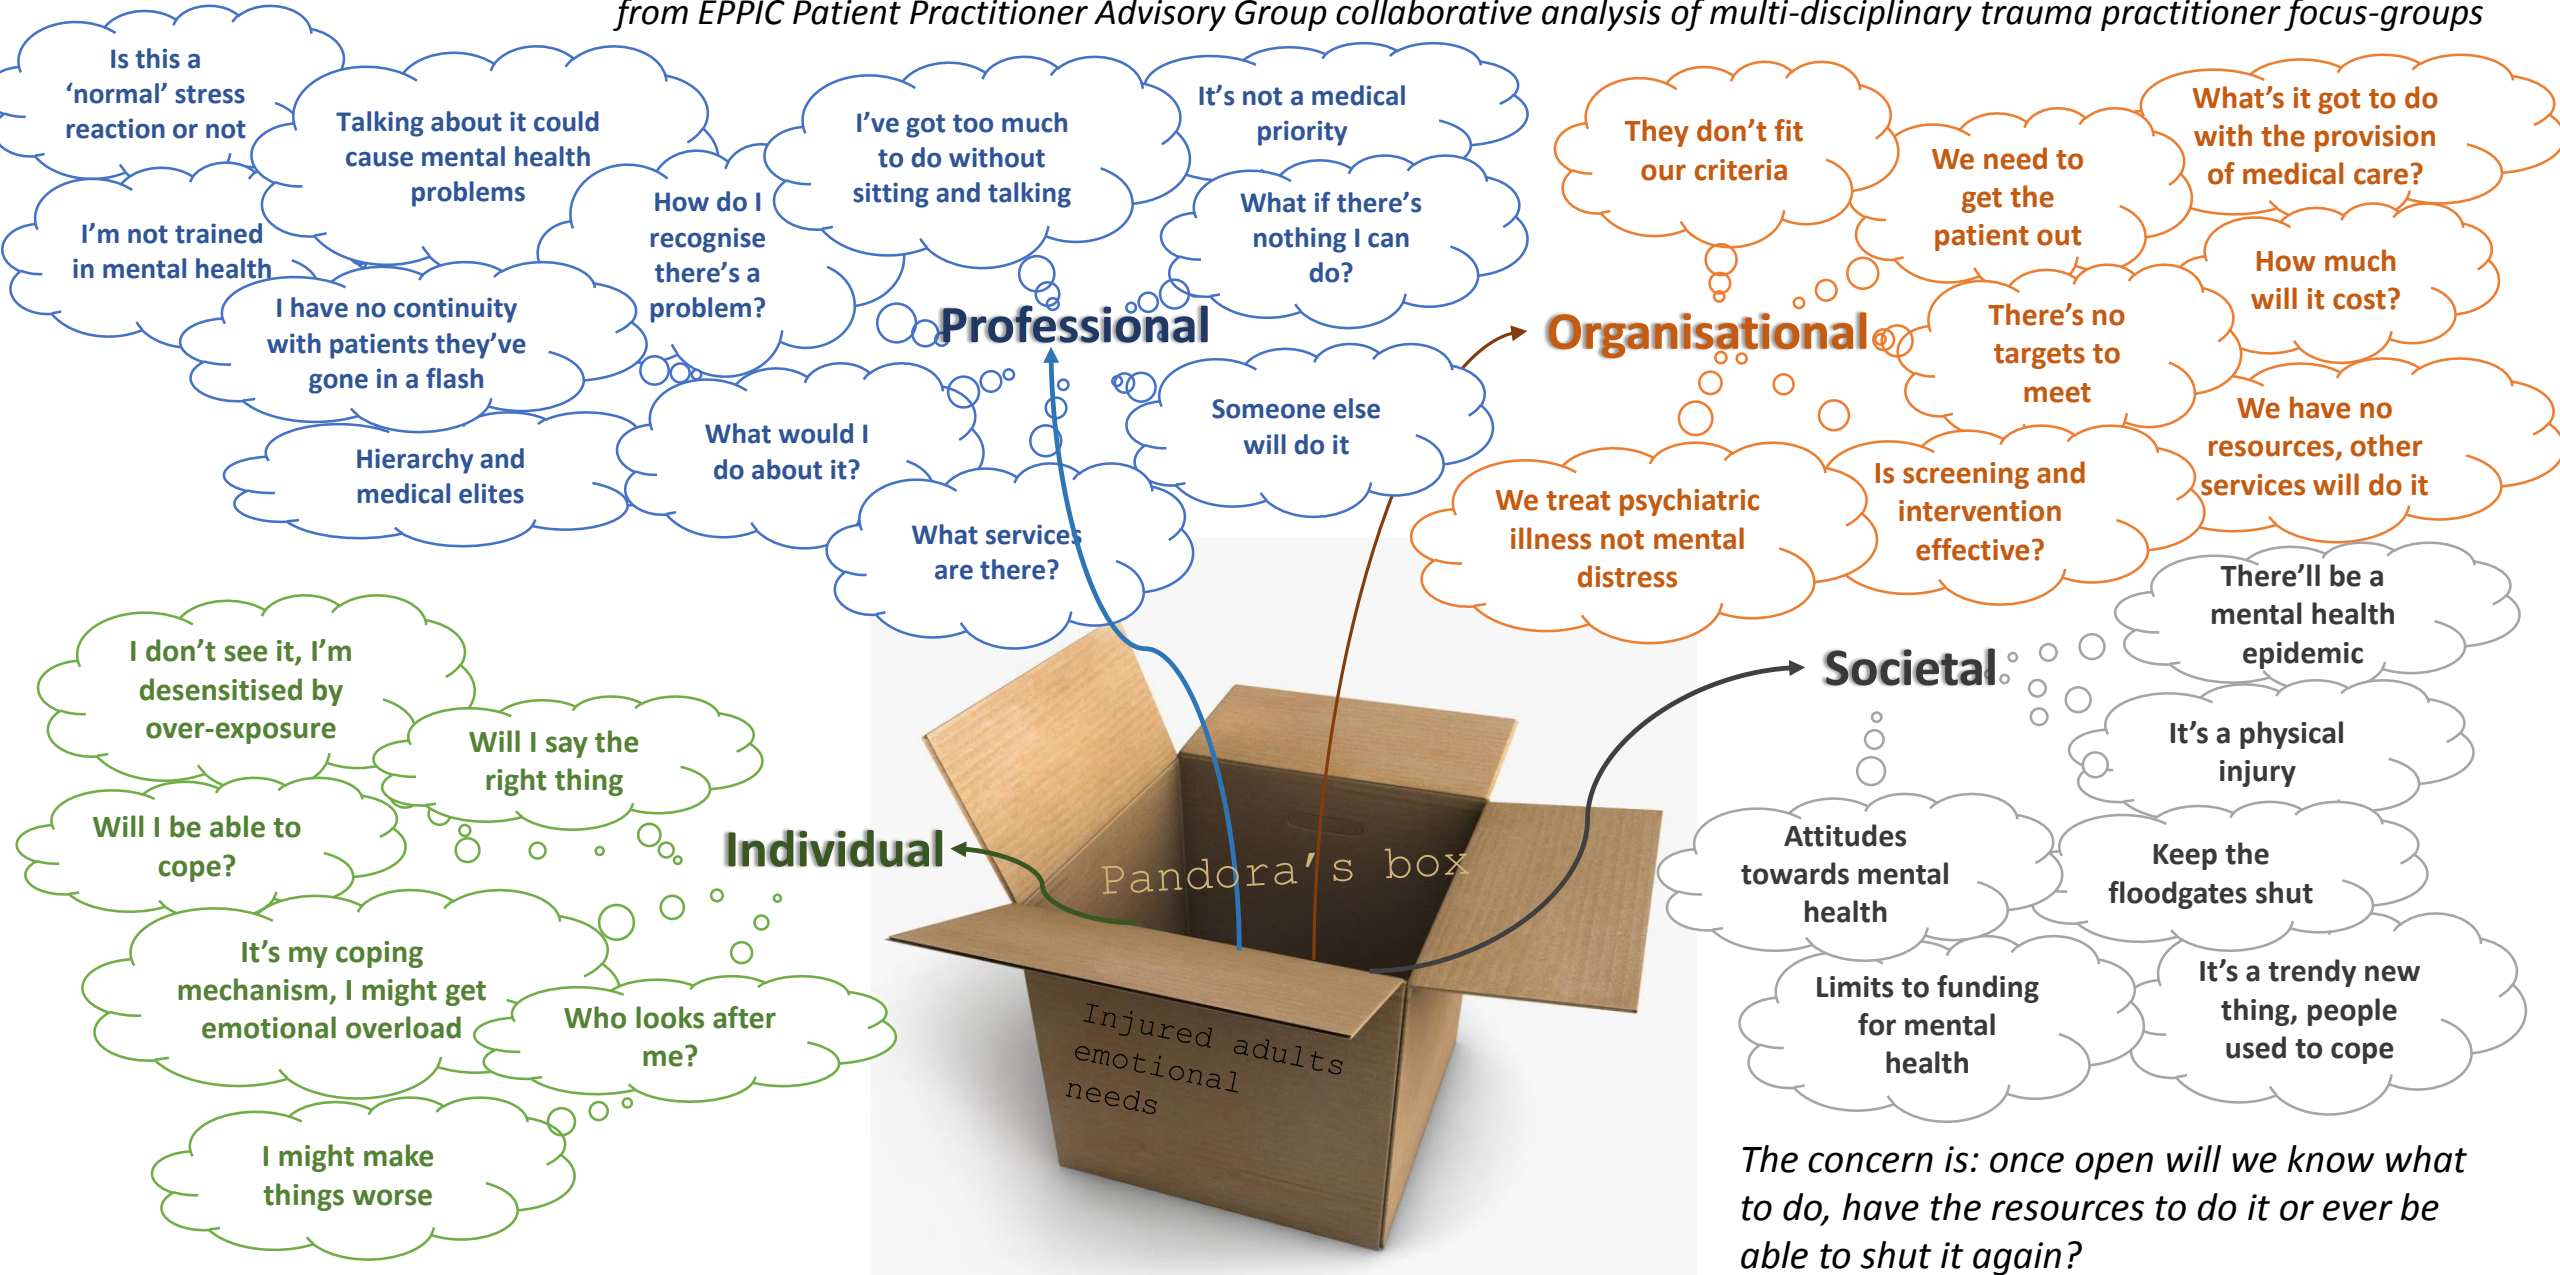 from EPPIC Patient Practitioner Advisory Group collaborative analysis of multi-disciplinary trauma practitioner focus-groups
Is this a
‘normal’ stress
reaction or not
Talking about it could
cause mental health
problems
I’m not trained
in mental health
How do I
recognise
there’s a
problem?
I’ve got too much
to do without
sitting and talking
It’s not a medical
priority
What if there’s
nothing I can
do?
I have no continuity
with patients they’ve
gone in a flash
Hierarchy and
medical elites
What would I
do about it?
What services
are there?
Someone else
will do it
Professional
They don’t fit
our criteria
We need to
get the
patient out
What’s it got to do
with the provision
of medical care?
How much
will it cost?
There’s no
targets to
meet
We have no
resources, other
services will do it
Is screening and
intervention
effective?
We treat psychiatric
illness not mental
distress
Organisational
I don’t see it, I’m
desensitised by
over-exposure
Will I say the
right thing
Will I be able to
cope?
It’s my coping
mechanism, I might get
emotional overload
Who looks after
me?
I might make
things worse
Individual
Pandora’s box
Injured adults
emotional
needs
Societal
There’ll be a
mental health
epidemic
It’s a physical
injury
Attitudes
towards mental
health
Keep the
floodgates shut
Limits to funding
for mental
health
It’s a trendy new
thing, people
used to cope
The concern is: once open will we know what
to do, have the resources to do it or ever be
able to shut it again?